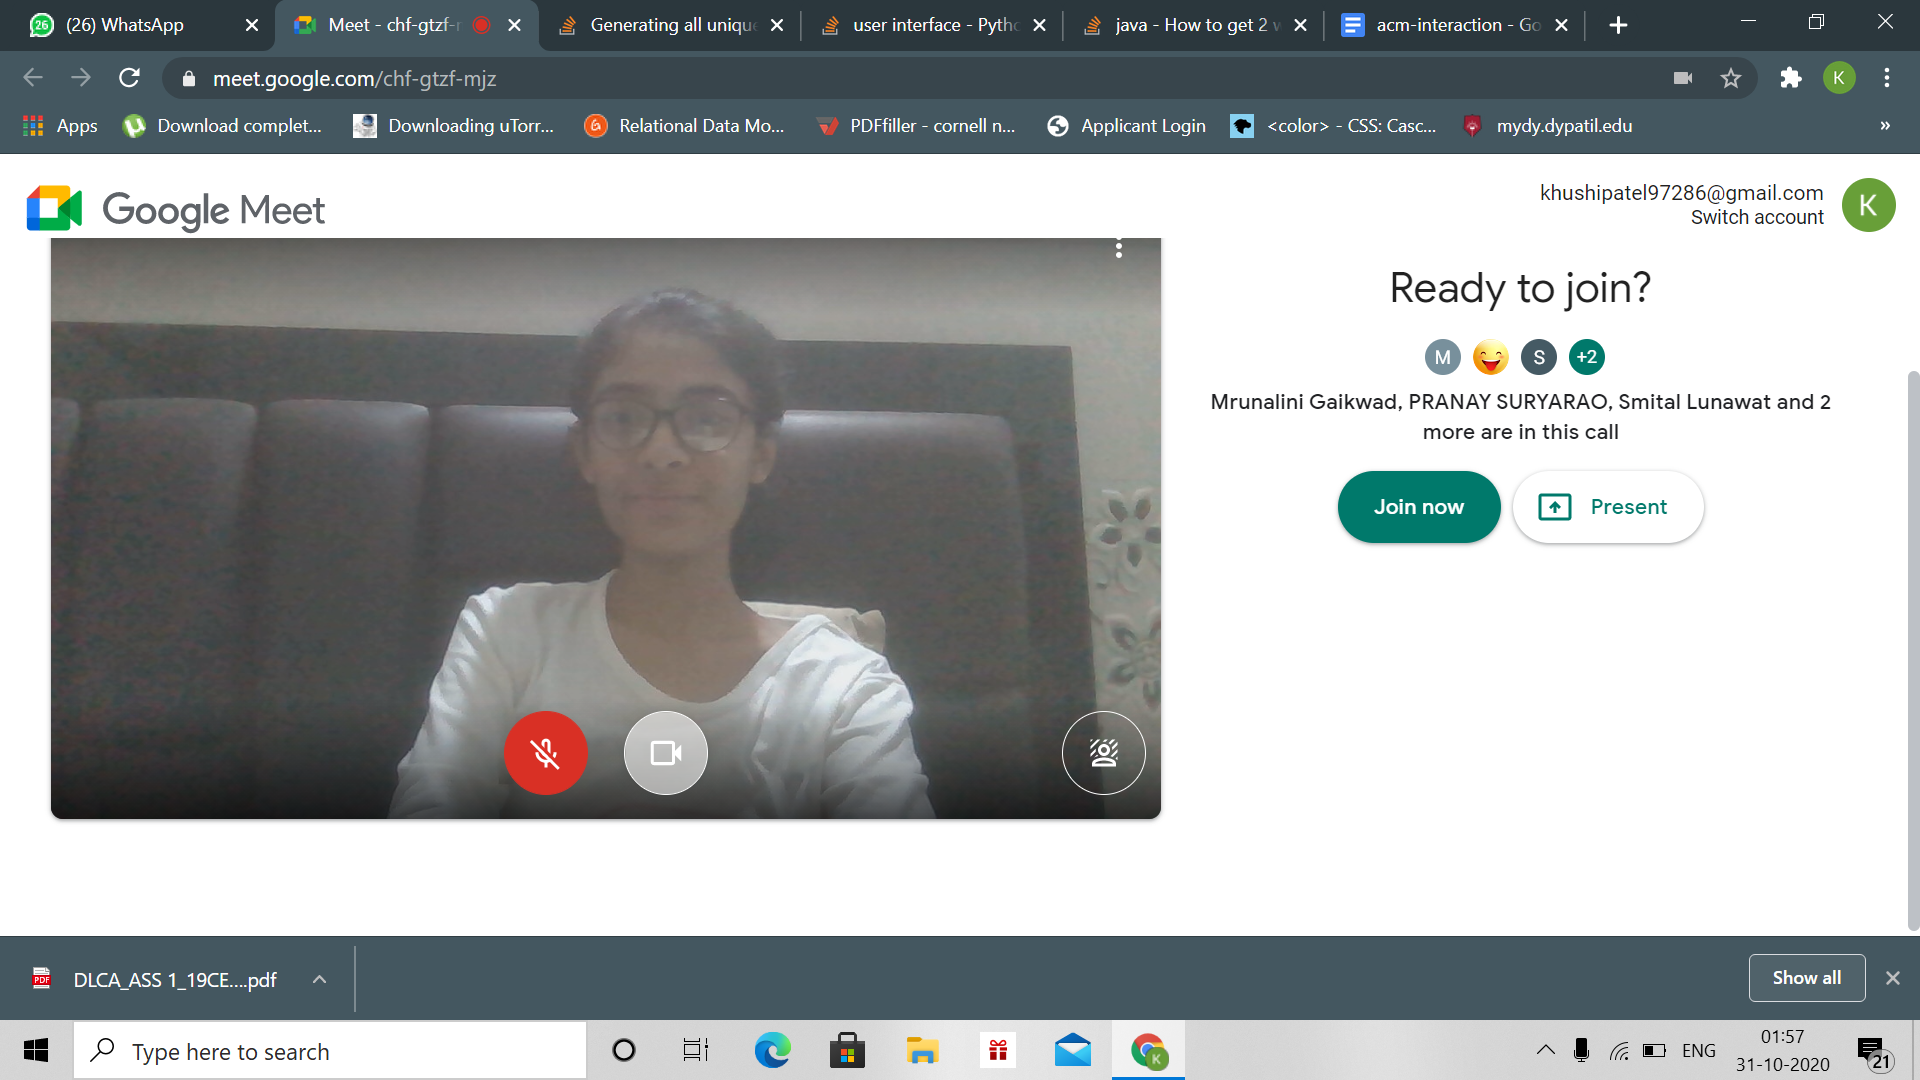 (26) WhatsApp
Meet - chf-gtzf-
Generating all unique
user interface - Pytho
java - How to get 2
acm-interaction - Go
meet.google.com/chf-gtzf-mjz
K
Apps
Download complet...
Downloading uTorr...
Relational Data Mo...
PDFfiller - cornell n...
Applicant Login
<color> - CSS: Casc...
mydy.dypatil.edu
»
Google Meet
khushipatel97286@gmail.com
Switch account
K
Ready to join?
M
S
+2
Mrunalini Gaikwad, PRANAY SURYARAO, Smital Lunawat and 2
more are in this call
Join now
Present
PDF
DLCA_ASS 1_19CE....pdf
Show all
Type here to search
K
ENG
01:57
31-10-2020
21